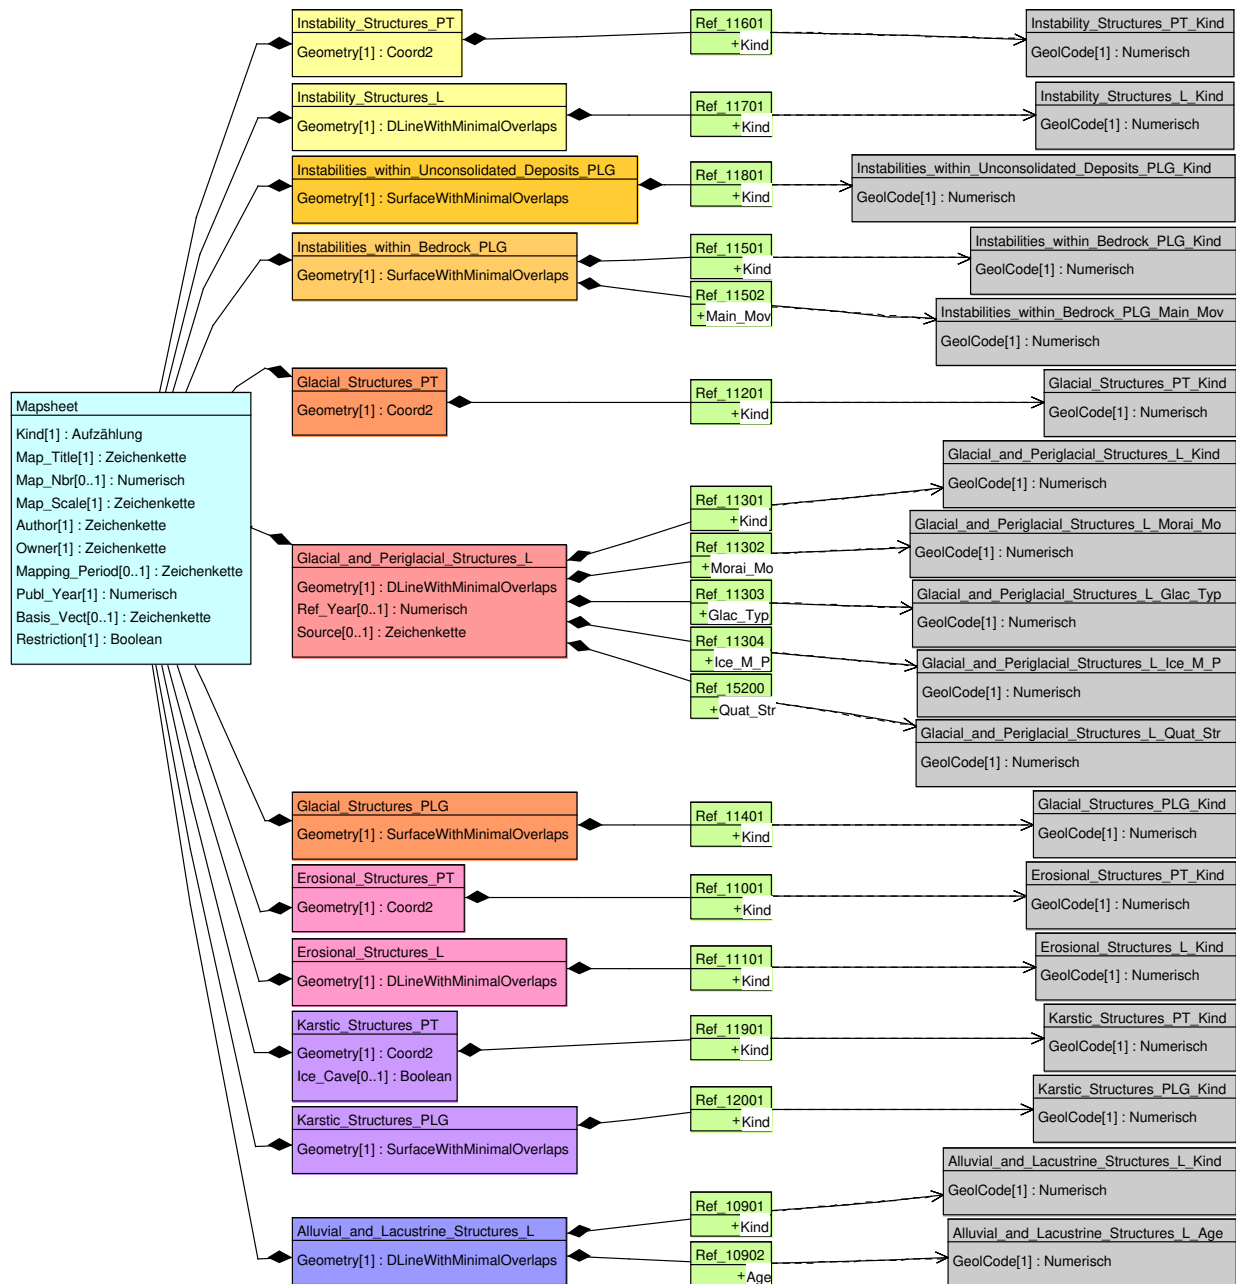 Instability_Structures_PT
Geometry[1] : Coord2
Ref_11601
+Kind
Instability_Structures_PT_Kind
GeolCode[1] : Numerisch
Instability_Structures_L
Geometry[1] : DLineWithMinimalOverlaps
Ref_11701
+Kind
Instability_Structures_L_Kind
GeolCode[1] : Numerisch
Instabilities_within_Unconsolidated_Deposits_PLG
Geometry[1] : SurfaceWithMinimalOverlaps
Ref_11801
+Kind
Instabilities_within_Unconsolidated_Deposits_PLG_Kind
GeolCode[1] : Numerisch
Instabilities_within_Bedrock_PLG
Geometry[1] : SurfaceWithMinimalOverlaps
Ref_11501
+Kind
Instabilities_within_Bedrock_PLG_Kind
GeolCode[1] : Numerisch
Ref_11502
+Main_Mov
Instabilities_within_Bedrock_PLG_Main_Mov
GeolCode[1] : Numerisch
Glacial_Structures_PT
Geometry[1] : Coord2
Ref_11201
+Kind
Glacial_Structures_PT_Kind
GeolCode[1] : Numerisch
Mapsheet
Kind[1] : Aufzählung
Map_Title[1] : Zeichenkette
Map_Nbr[0..1] : Numerisch
Map_Scale[1] : Zeichenkette
Author[1] : Zeichenkette
Owner[1] : Zeichenkette
Mapping_Period[0..1] : Zeichenkette
Publ_Year[1] : Numerisch
Basis_Vect[0..1] : Zeichenkette
Restriction[1] : Boolean
Glacial_and_Periglacial_Structures_L
Geometry[1] : DLineWithMinimalOverlaps
Ref_Year[0..1] : Numerisch
Source[0..1] : Zeichenkette
Ref_11301
+Kind
Glacial_and_Periglacial_Structures_L_Kind
GeolCode[1] : Numerisch
Ref_11302
+Morai_Mo
Glacial_and_Periglacial_Structures_L_Morai_Mo
GeolCode[1] : Numerisch
Ref_11303
+Glac_Typ
Glacial_and_Periglacial_Structures_L_Glac_Typ
GeolCode[1] : Numerisch
Ref_11304
+Ice_M_P
Glacial_and_Periglacial_Structures_L_Ice_M_P
GeolCode[1] : Numerisch
Ref_15200
+Quat_Str
Glacial_and_Periglacial_Structures_L_Quat_Str
GeolCode[1] : Numerisch
Glacial_Structures_PLG
Geometry[1] : SurfaceWithMinimalOverlaps
Ref_11401
+Kind
Glacial_Structures_PLG_Kind
GeolCode[1] : Numerisch
Erosional_Structures_PT
Geometry[1] : Coord2
Ref_11001
+Kind
Erosional_Structures_PT_Kind
GeolCode[1] : Numerisch
Erosional_Structures_L
Geometry[1] : DLineWithMinimalOverlaps
Ref_11101
+Kind
Erosional_Structures_L_Kind
GeolCode[1] : Numerisch
Karstic_Structures_PT
Geometry[1] : Coord2
Ice_Cave[0..1] : Boolean
Ref_11901
+Kind
Karstic_Structures_PT_Kind
GeolCode[1] : Numerisch
Karstic_Structures_PLG
Geometry[1] : SurfaceWithMinimalOverlaps
Ref_12001
+Kind
Karstic_Structures_PLG_Kind
GeolCode[1] : Numerisch
Alluvial_and_Lacustrine_Structures_L
Geometry[1] : DLineWithMinimalOverlaps
Ref_10901
+Kind
Alluvial_and_Lacustrine_Structures_L_Kind
GeolCode[1] : Numerisch
Ref_10902
+Age
Alluvial_and_Lacustrine_Structures_L_Age
GeolCode[1] : Numerisch